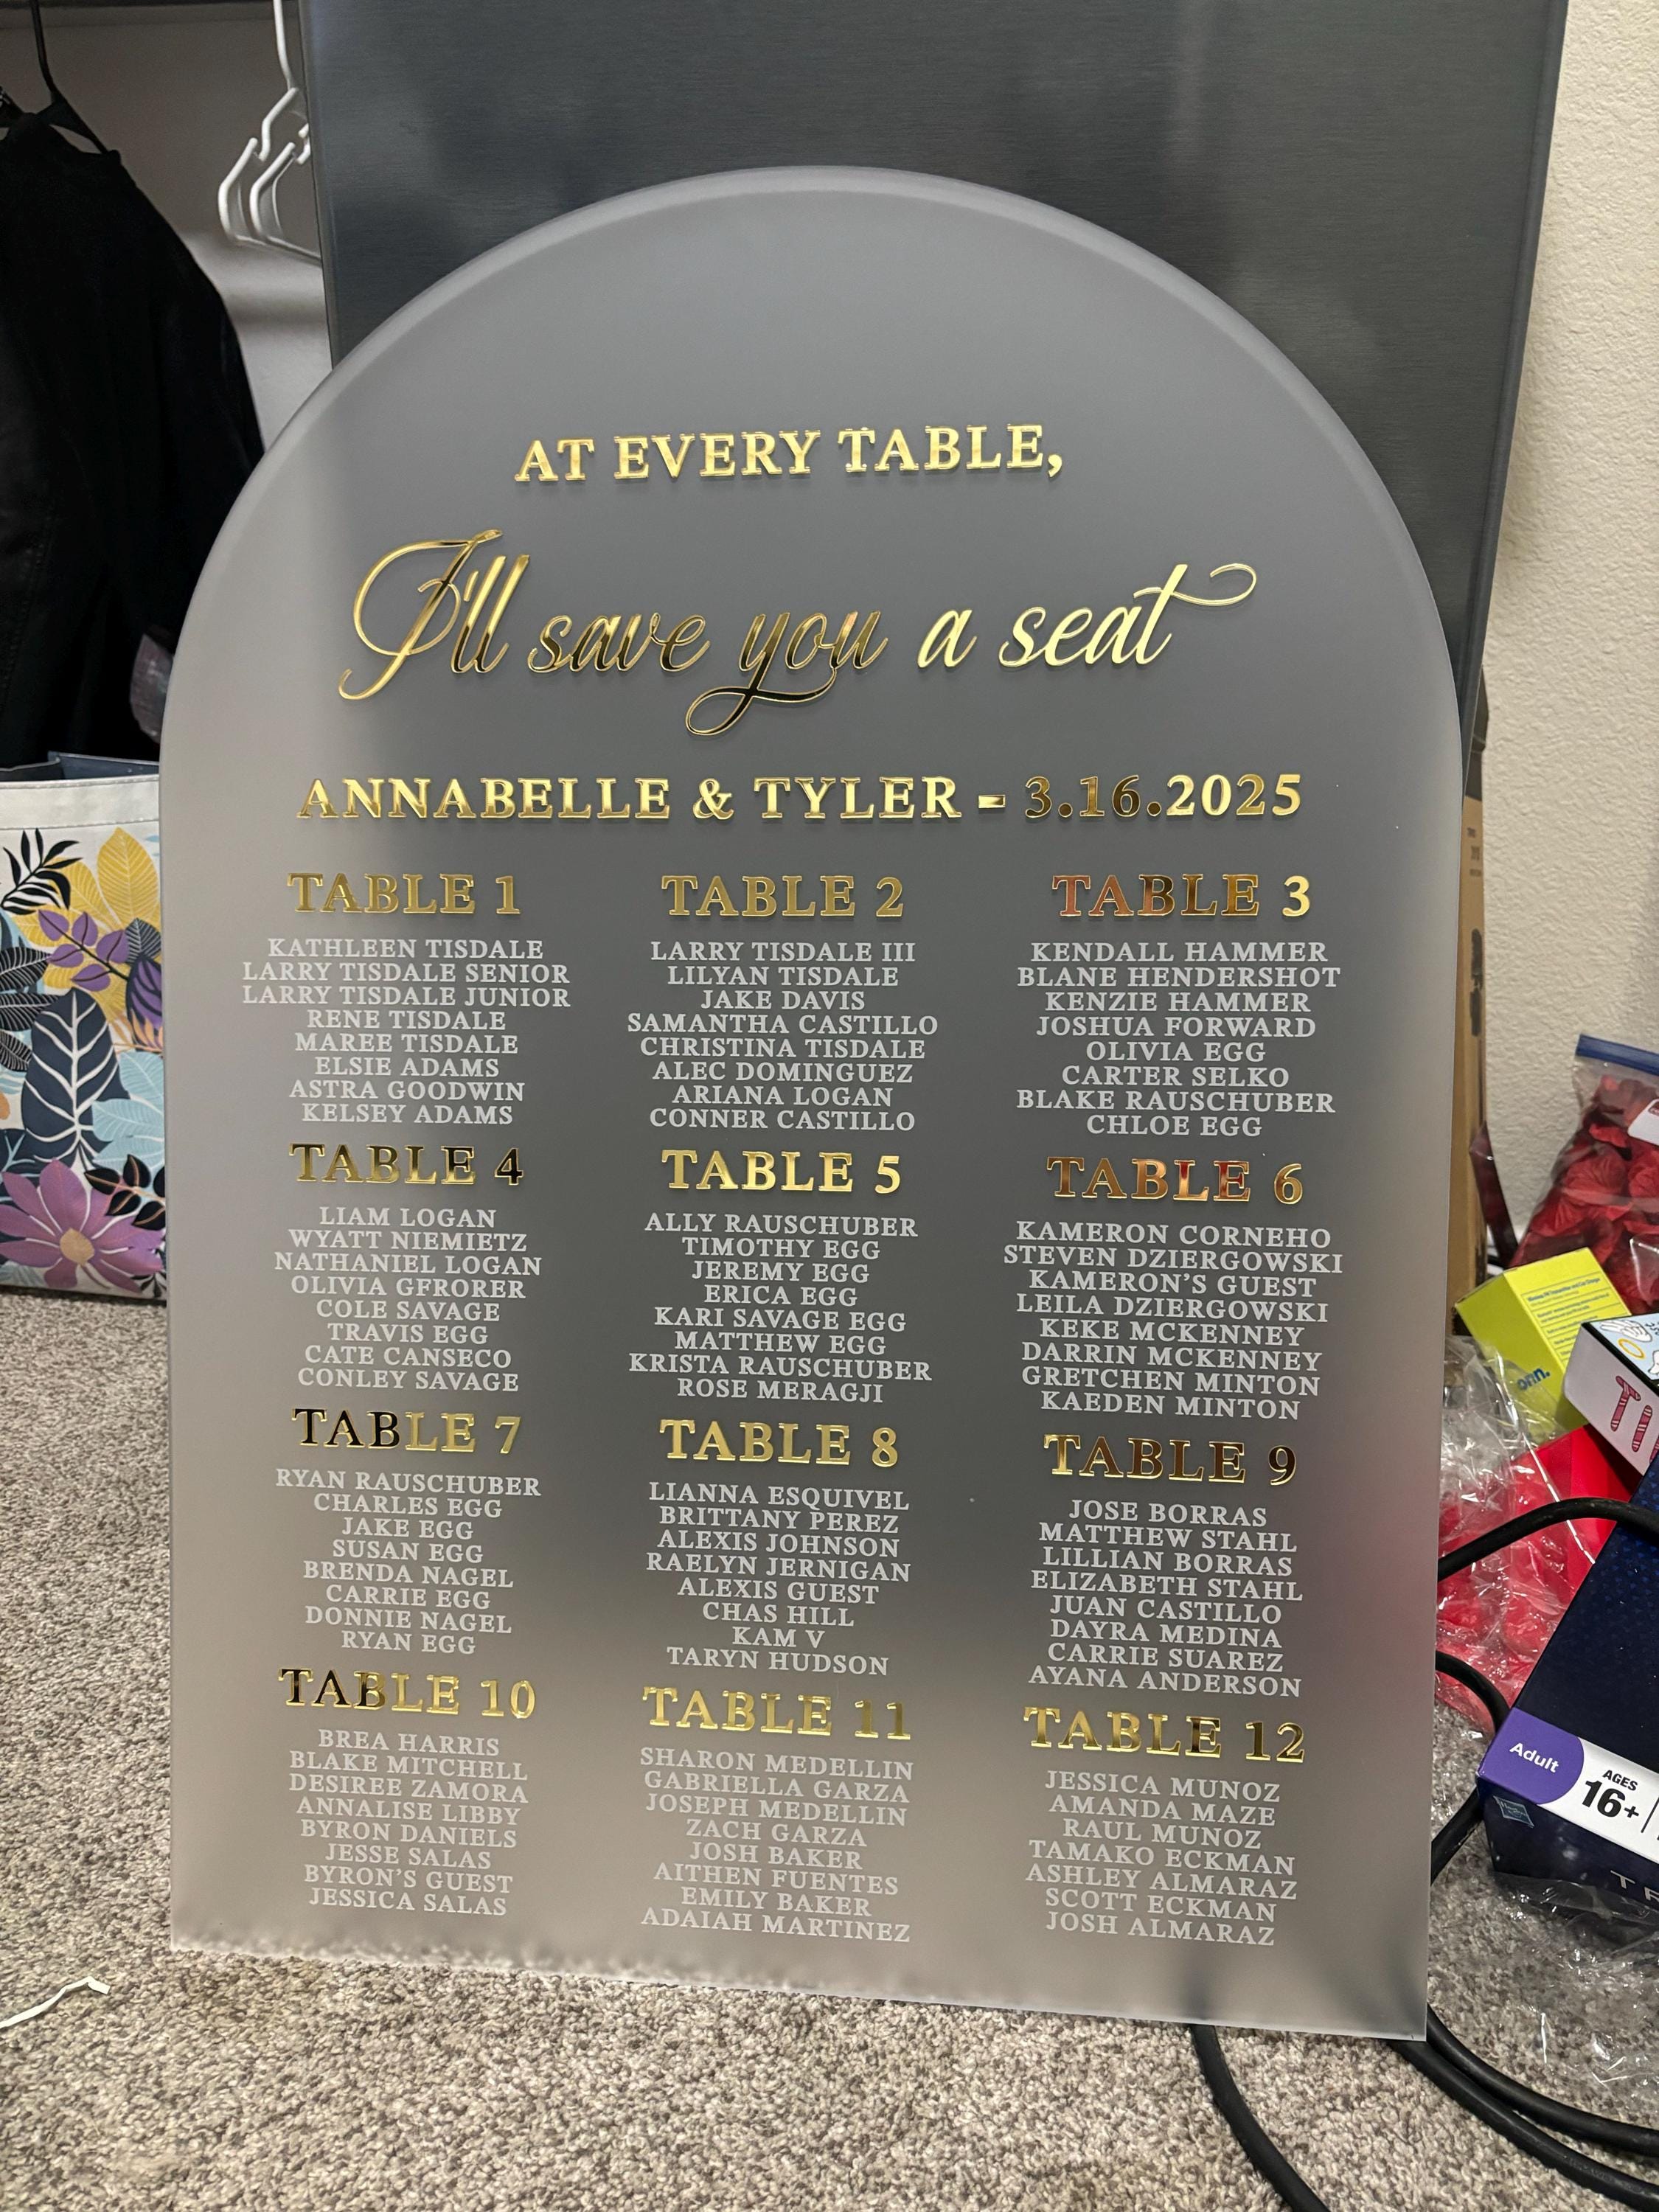 AT EVERY TABLE,
I'll save you a seat
ANNABELLE & TYLER - 3.16.2025
TABLE 1
KATHLEEN TISDALE
LARRY TISDALE SENIOR
LARRY TISDALE JUNIOR
RENE TISDALE
MAREE TISDALE
ELSIE ADAMS
ASTRA GOODWIN
KELSEY ADAMS
TABLE 2
LARRY TISDALE III
LILYAN TISDALE
JAKE DAVIS
SAMANTHA CASTILLO
CHRISTINA TISDALE
ALEC DOMINGUEZ
ARIANA LOGAN
CONNER CASTILLO
TABLE 3
KENDALL HAMMER
BLANE HENDERSHOT
KENZIE HAMMER
JOSHUA FORWARD
OLIVIA EGG
CARTER SELKO
BLAKE RAUSCHUBER
CHLOE EGG
TABLE 4
LIAM LOGAN
WYATT NIEMIETZ
NATHANIEL LOGAN
OLIVIA GFRORER
COLE SAVAGE
TRAVIS EGG
CATE CANSECO
CONLEY SAVAGE
TABLE 5
ALLY RAUSCHUBER
TIMOTHY EGG
JEREMY EGG
ERICA EGG
KARI SAVAGE EGG
MATTHEW EGG
KRISTA RAUSCHUBER
ROSE MERAGJI
TABLE 6
KAMERON CORNEHO
STEVEN DZIERGOWSKI
KAMERON’S GUEST
LEILA DZIERGOWSKI
KEKE MCKENNEY
DARRIN MCKENNEY
GRETCHEN MINTON
KAEDEN MINTON
TABLE 7
RYAN RAUSCHUBER
CHARLES EGG
JAKE EGG
SUSAN EGG
BRENDA NAGEL
CARRIE EGG
DONNIE NAGEL
RYAN EGG
TABLE 8
LIANNA ESQUIVEL
BRITTANY PEREZ
ALEXIS JOHNSON
RAELYN JERNIGAN
ALEXIS GUEST
CHAS HILL
KAM V
TARYN HUDSON
TABLE 9
JOSE BORRAS
MATTHEW STAHL
LILLIAN BORRAS
ELIZABETH STAHL
JUAN CASTILLO
DAYRA MEDINA
CARRIE SUAREZ
AYANA ANDERSON
TABLE 10
BREA HARRIS
BLAKE MITCHELL
DESIREE ZAMORA
ANNALISE LIBBY
BYRON DANIELS
JESSE SALAS
BYRON’S GUEST
JESSICA SALAS
TABLE 11
SHARON MEDELLIN
GABRIELLA GARZA
JOSEPH MEDELLIN
ZACH GARZA
JOSH BAKER
AITHEN FUENTES
EMILY BAKER
ADAIAH MARTINEZ
TABLE 12
JESSICA MUNOZ
AMANDA MAZE
RAUL MUNOZ
TAMAKO ECKMAN
ASHLEY ALMARAZ
SCOTT ECKMAN
JOSH ALMARAZ
onn.
Adult
AGES
16+